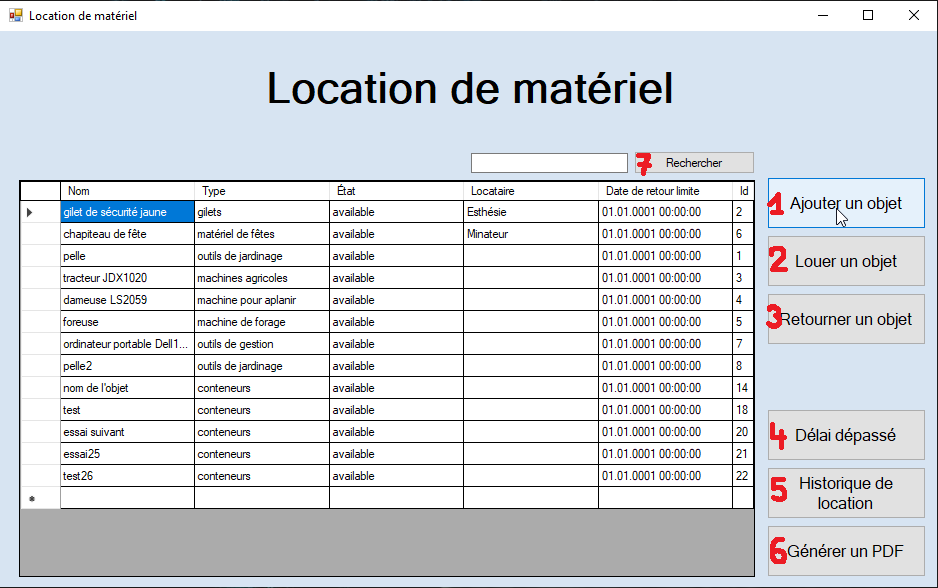 Location de matériel
Location de matériel
7 Rechercher
Nom Type État Locataire Date de retour limite Id
gilet de sécurité jaune gilets available Esthésie 01.01.0001 00:00:00 2
chapiteau de fête matériel de fêtes available Minateur 01.01.0001 00:00:00 6
pelle outils de jardinage available 01.01.0001 00:00:00 1
tracteur JDX1020 machines agricoles available 01.01.0001 00:00:00 3
dameuse LS2059 machine pour aplanir available 01.01.0001 00:00:00 4
foreuse machine de forage available 01.01.0001 00:00:00 5
ordinateur portable Dell1... outils de gestion available 01.01.0001 00:00:00 7
pelle2 outils de jardinage available 01.01.0001 00:00:00 8
nom de l'objet conteneurs available 01.01.0001 00:00:00 14
test conteneurs available 01.01.0001 00:00:00 18
essai suivant conteneurs available 01.01.0001 00:00:00 20
essai25 conteneurs available 01.01.0001 00:00:00 21
test26 conteneurs available 01.01.0001 00:00:00 22
1 Ajouter un objet
2 Louer un objet
3 Retourner un objet
4 Délai dépassé
5 Historique de
location
6 Générer un PDF